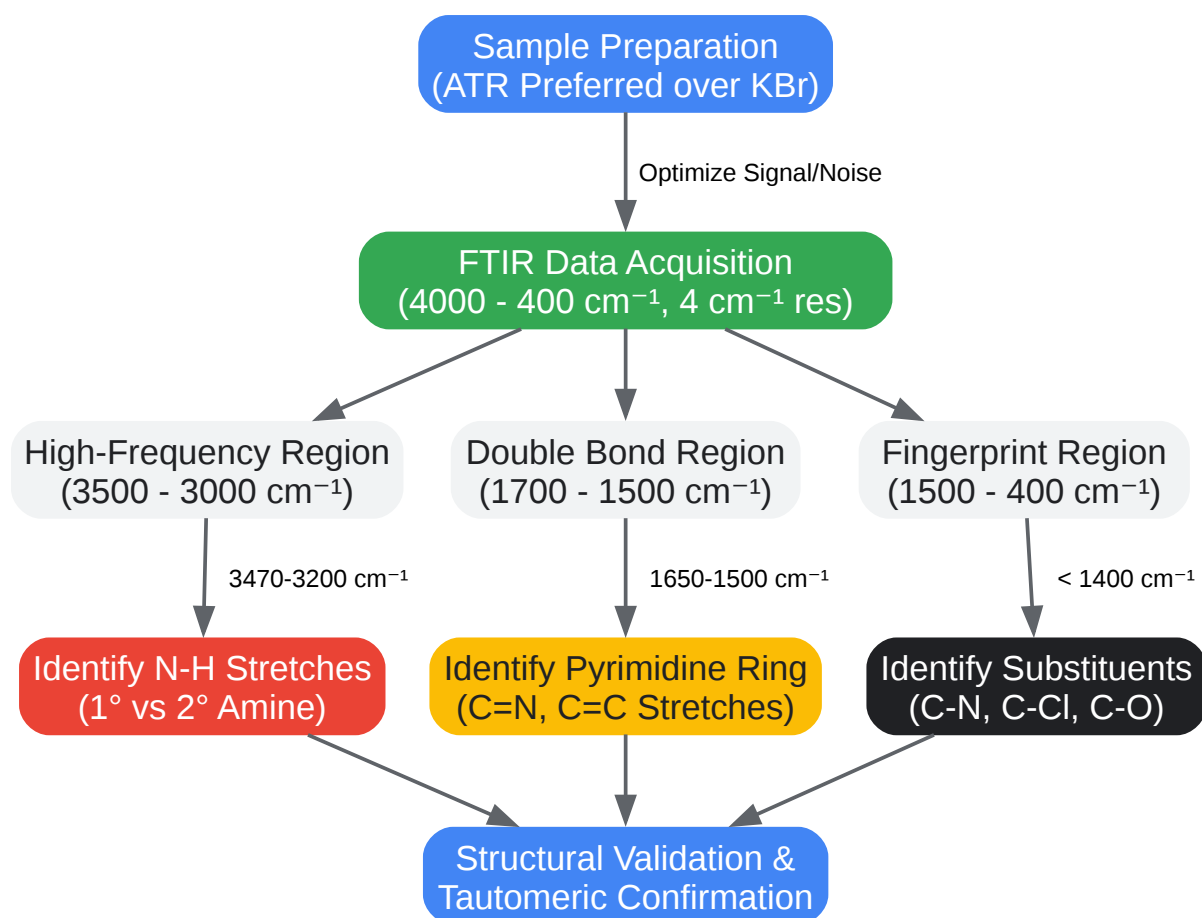 Sample Preparation
(ATR Preferred over KBr)
Optimize Signal/Noise
FTIR Data Acquisition
(4000 - 400 cm⁻¹, 4 cm⁻¹ res)
High-Frequency Region
(3500 - 3000 cm⁻¹)
Double Bond Region
(1700 - 1500 cm⁻¹)
Fingerprint Region
(1500 - 400 cm⁻¹)
3470-3200 cm⁻¹
1650-1500 cm⁻¹
< 1400 cm⁻¹
Identify N-H Stretches
(1° vs 2° Amine)
Identify Pyrimidine Ring
(C=N, C=C Stretches)
Identify Substituents
(C-N, C-Cl, C-O)
Structural Validation &
Tautomeric Confirmation